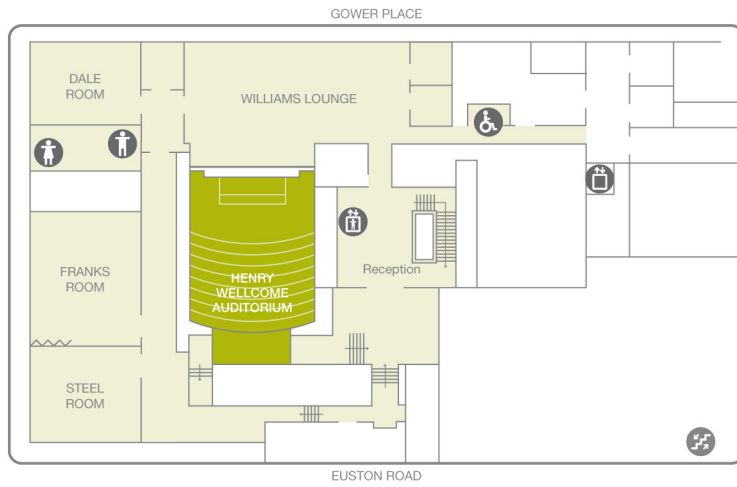 GOWER PLACE
DALE
ROOM
WILLIAMS LOUNGE
HENRY
WELLCOME
AUDITORIUM
Reception
FRANKS
ROOM
STEEL
ROOM
EUSTON ROAD